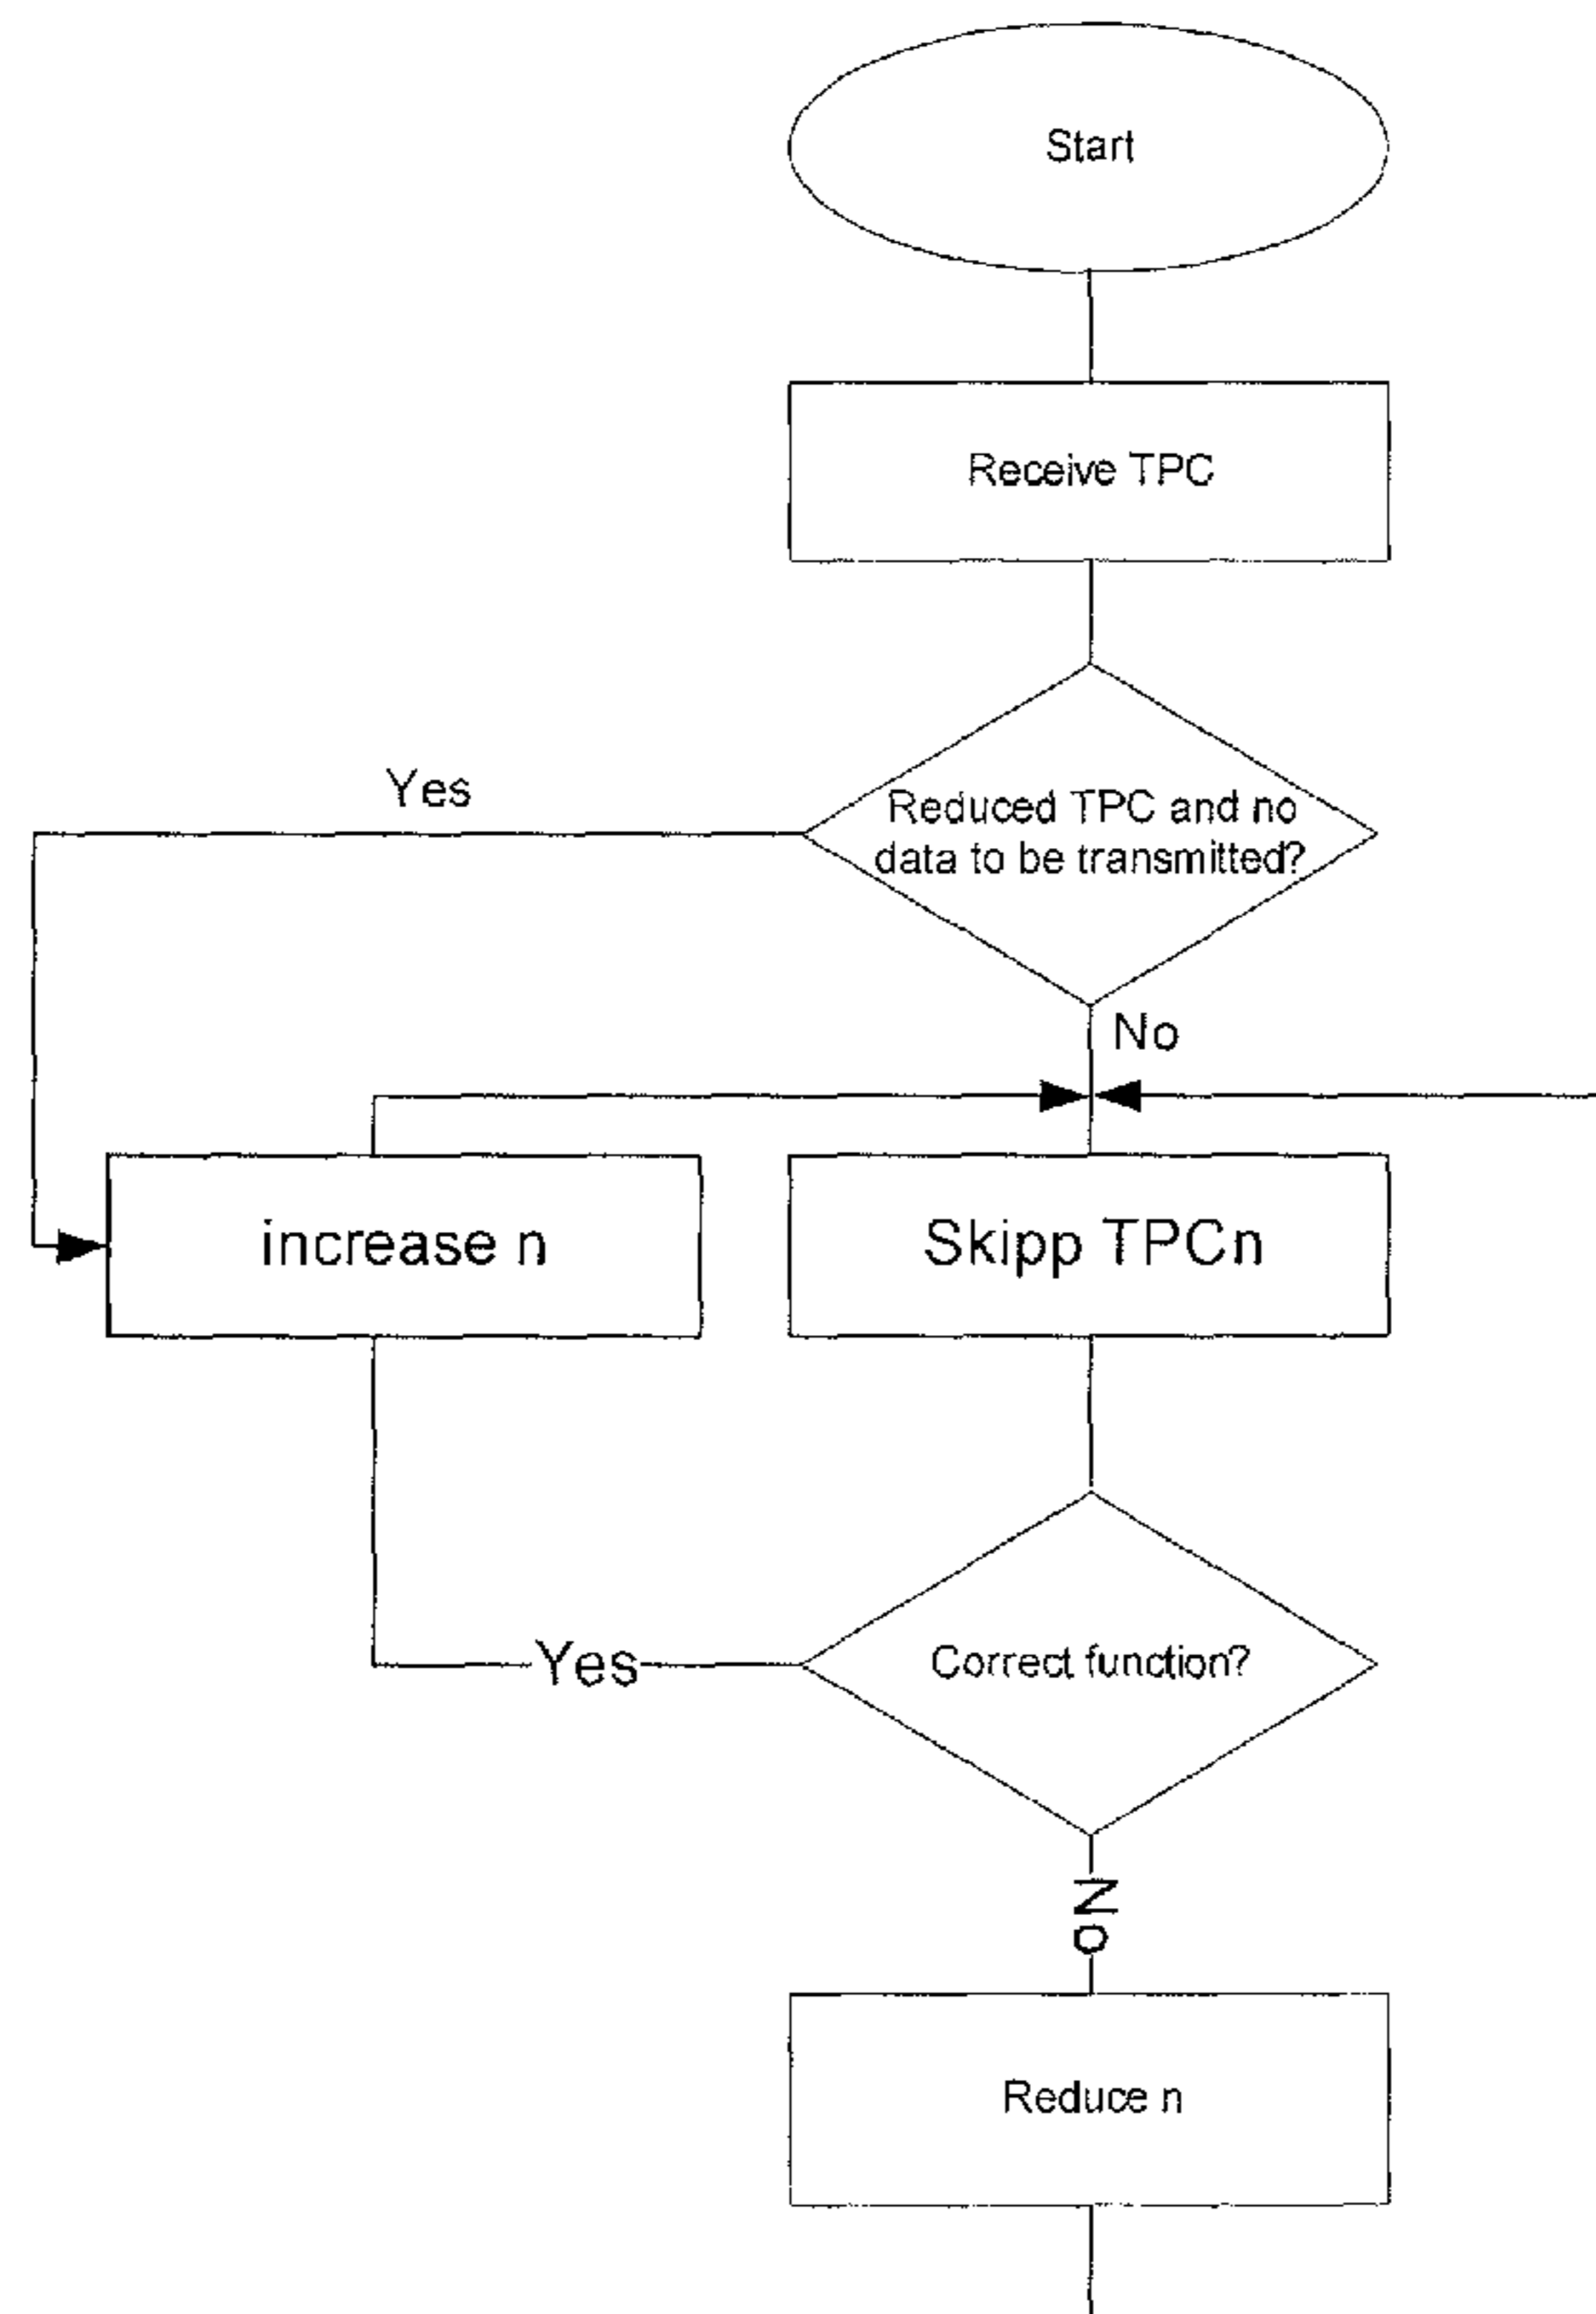 Start
Receive TPC
Yes
Reduced TPC and no
data to be transmitted?
No
increase n
Skipp TPCn
Yes
Correct function?
No
Reduce n